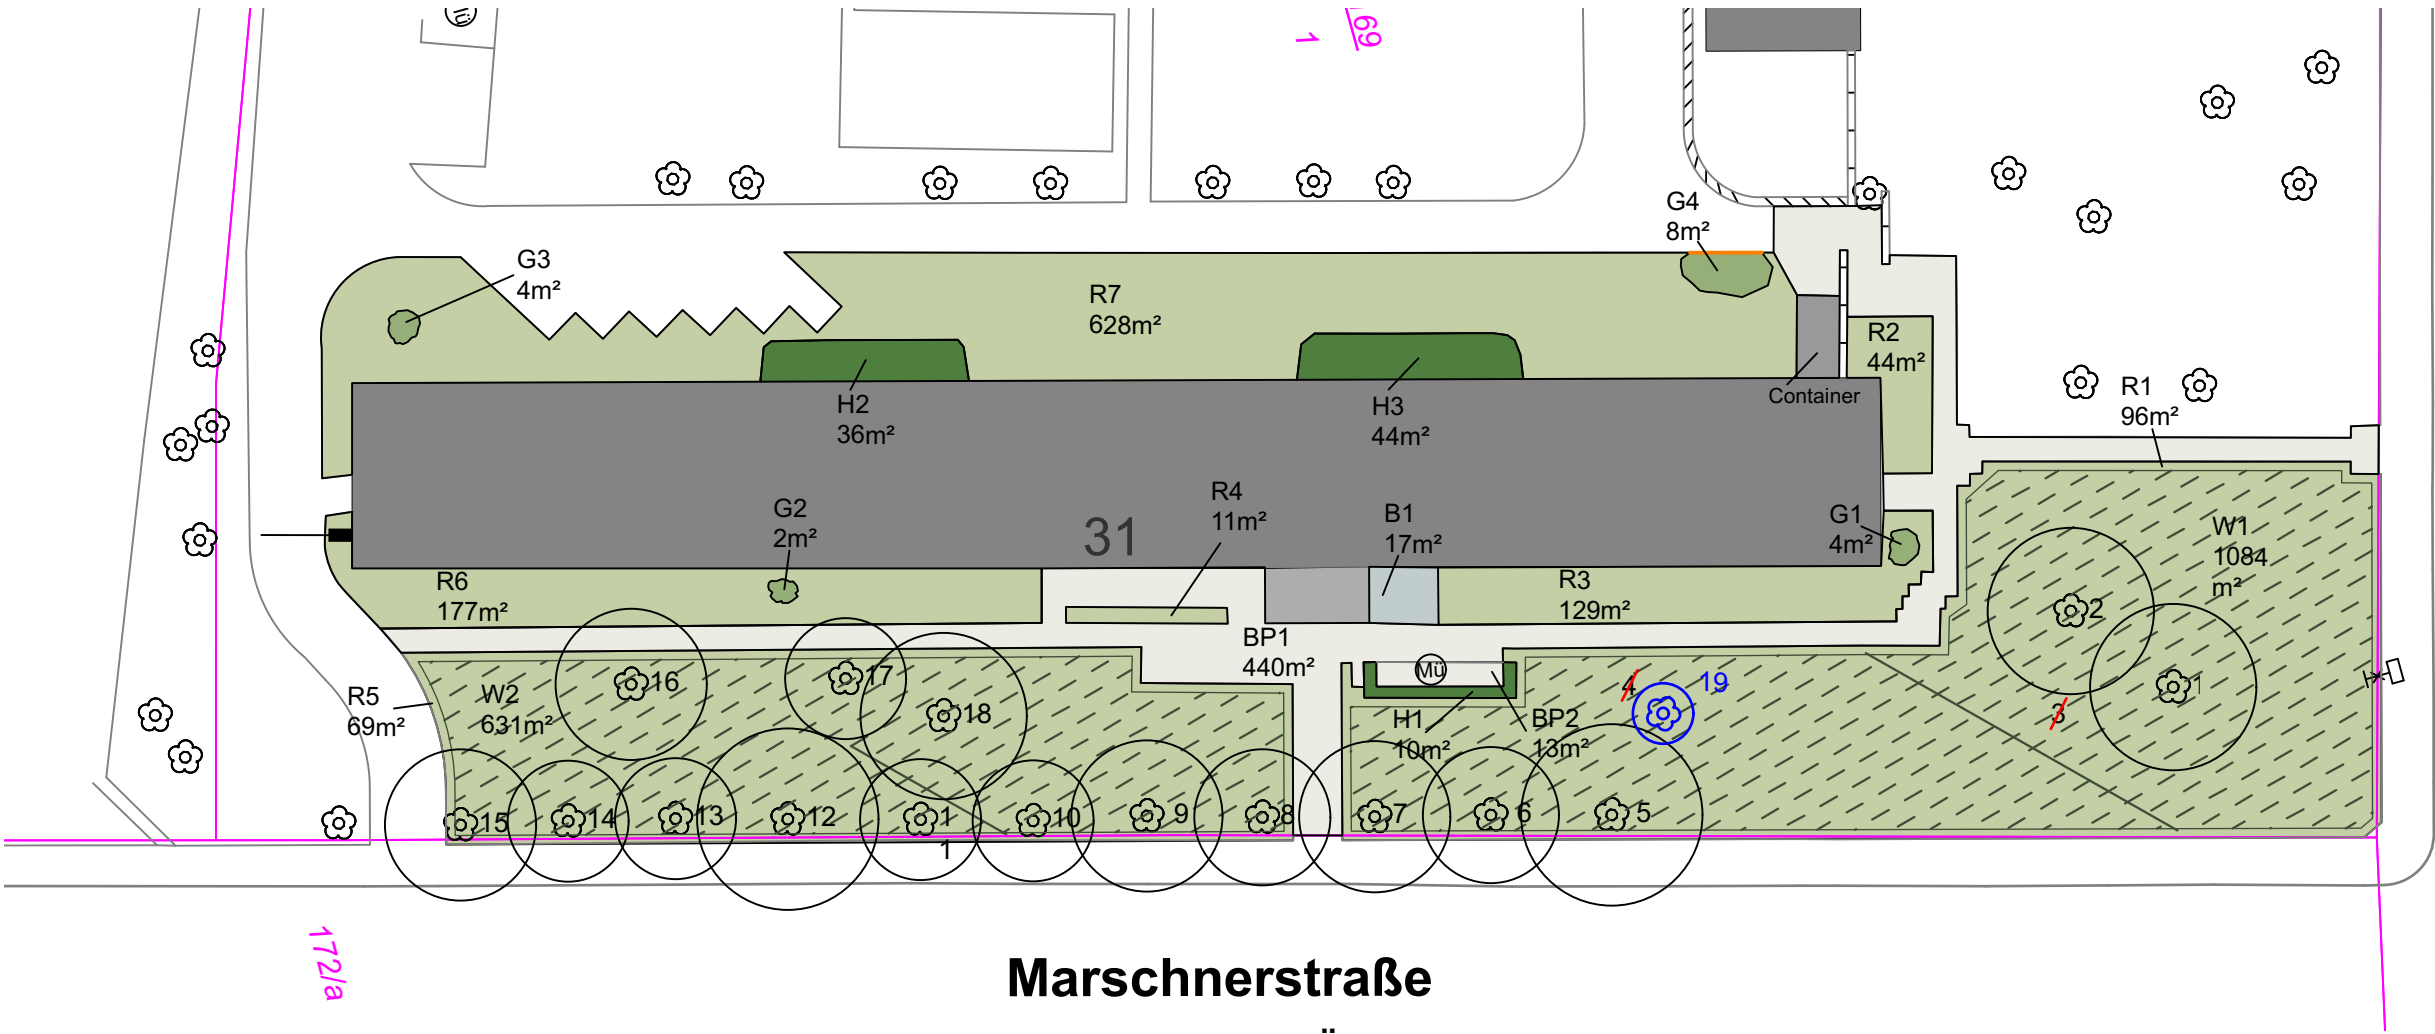 Mü
69
1
G4
8m²
G3
4m²
R7
628m²
R2
44m²
Container
R1
96m²
H2
36m²
H3
44m²
R4
11m²
B1
17m²
G2
2m²
31
G1
4m²
W1
1084
m²
R6
177m²
R3
129m²
BP1
440m²
Mü
R5
69m²
W2
631m²
16
17
18
H1
10m²
BP2
13m²
4
19
2
1
3
15
14
13
12
1
1
10
9
8
7
6
5
172/a
Marschnerstraße